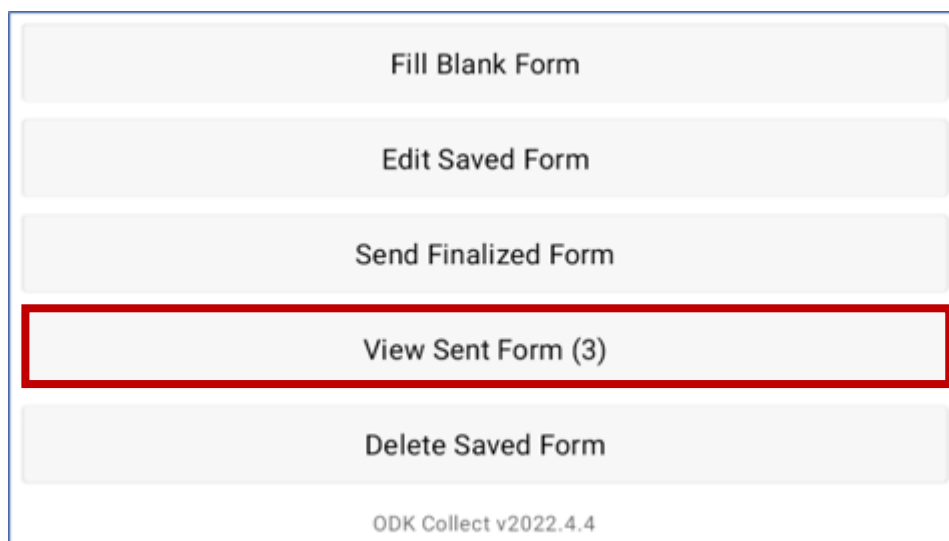 Fill Blank Form
Edit Saved Form
Send Finalized Form
View Sent Form (3)
Delete Saved Form
ODK Collect v2022.4.4